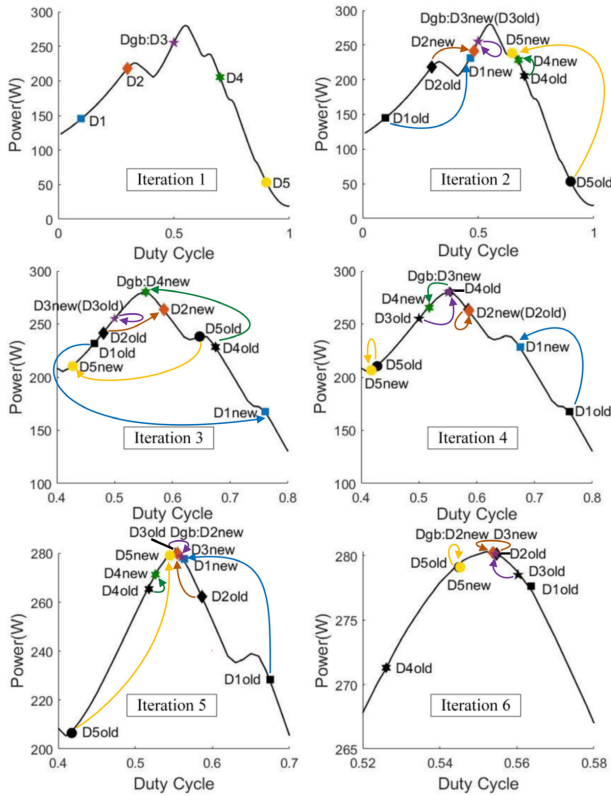 300
250
200
150
100
50
0
Power(W)
Dgb:D3
D2
D4
D1
D5
Iteration 1
0
0.5
1
Duty Cycle
300
250
200
150
100
50
0
Power(W)
Dgb:D3new(D3old)
D2new
D5new
D4new
D1new
D2old
D4old
D1old
D5old
Iteration 2
0
0.5
1
Duty Cycle
300
250
200
150
100
Power(W)
Dgb:D4new
D3new(D3old)
D2new
D2old
D5old
D1old
D4old
D5new
D1new
Iteration 3
0.4
0.5
0.6
0.7
0.8
Duty Cycle
300
250
200
150
100
Power(W)
Dgb:D3new
D4old
D4new
D3old
D2new(D2old)
D1new
D5old
D5new
D1old
Iteration 4
0.4
0.5
0.6
0.7
0.8
Duty Cycle
280
260
240
220
200
Power(W)
D3old Dgb:D2new
D5new
D3new
D4new
D1new
D4old
D2old
D1old
D5old
Iteration 5
0.4
0.5
0.6
0.7
Duty Cycle
280
275
270
265
Power(W)
Dgb:D2new D3new
D5old
D2old
D5new
D3old
D1old
D4old
Iteration 6
0.52
0.54
0.56
0.58
Duty Cycle